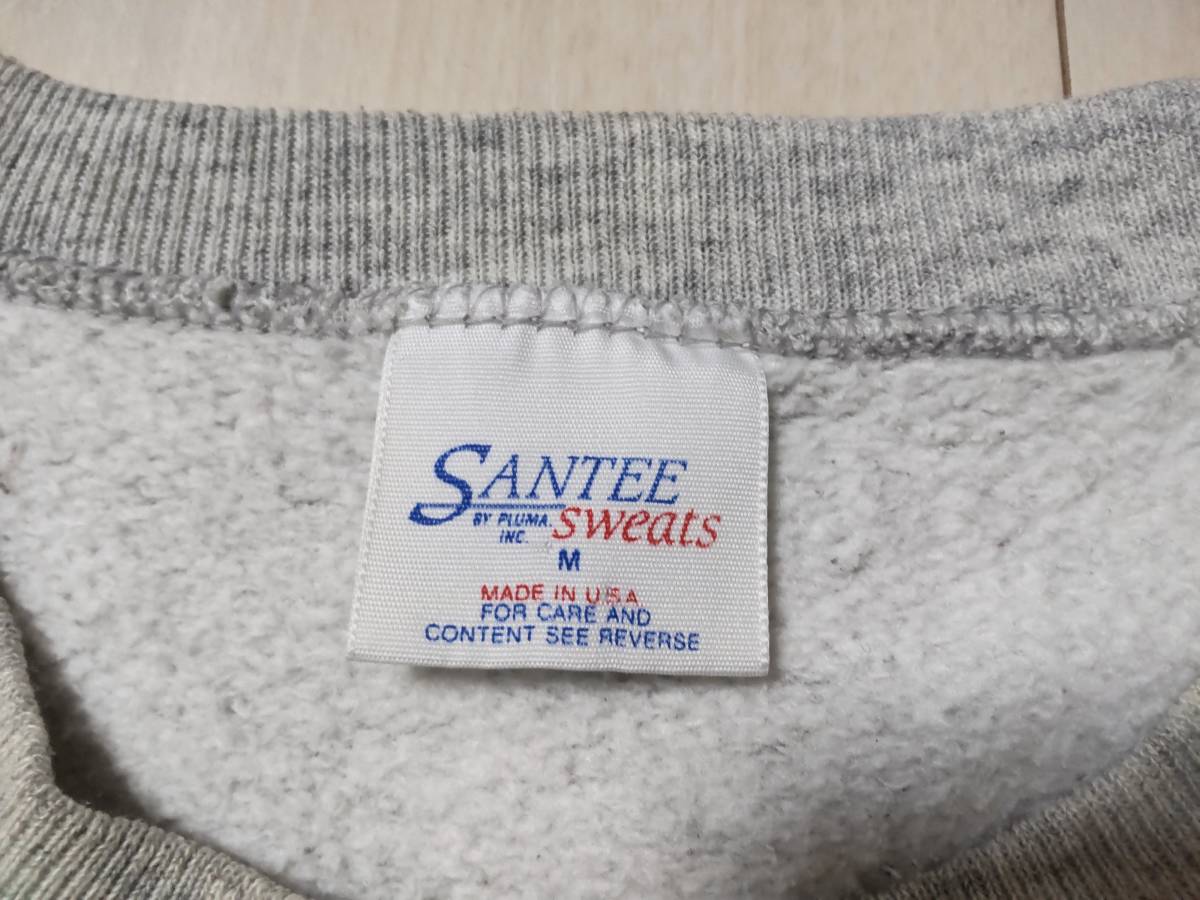 SANTEE
BY PLUMA, sweats
INC.
M
MADE IN U.S.A.
FOR CARE AND
CONTENT SEE REVERSE